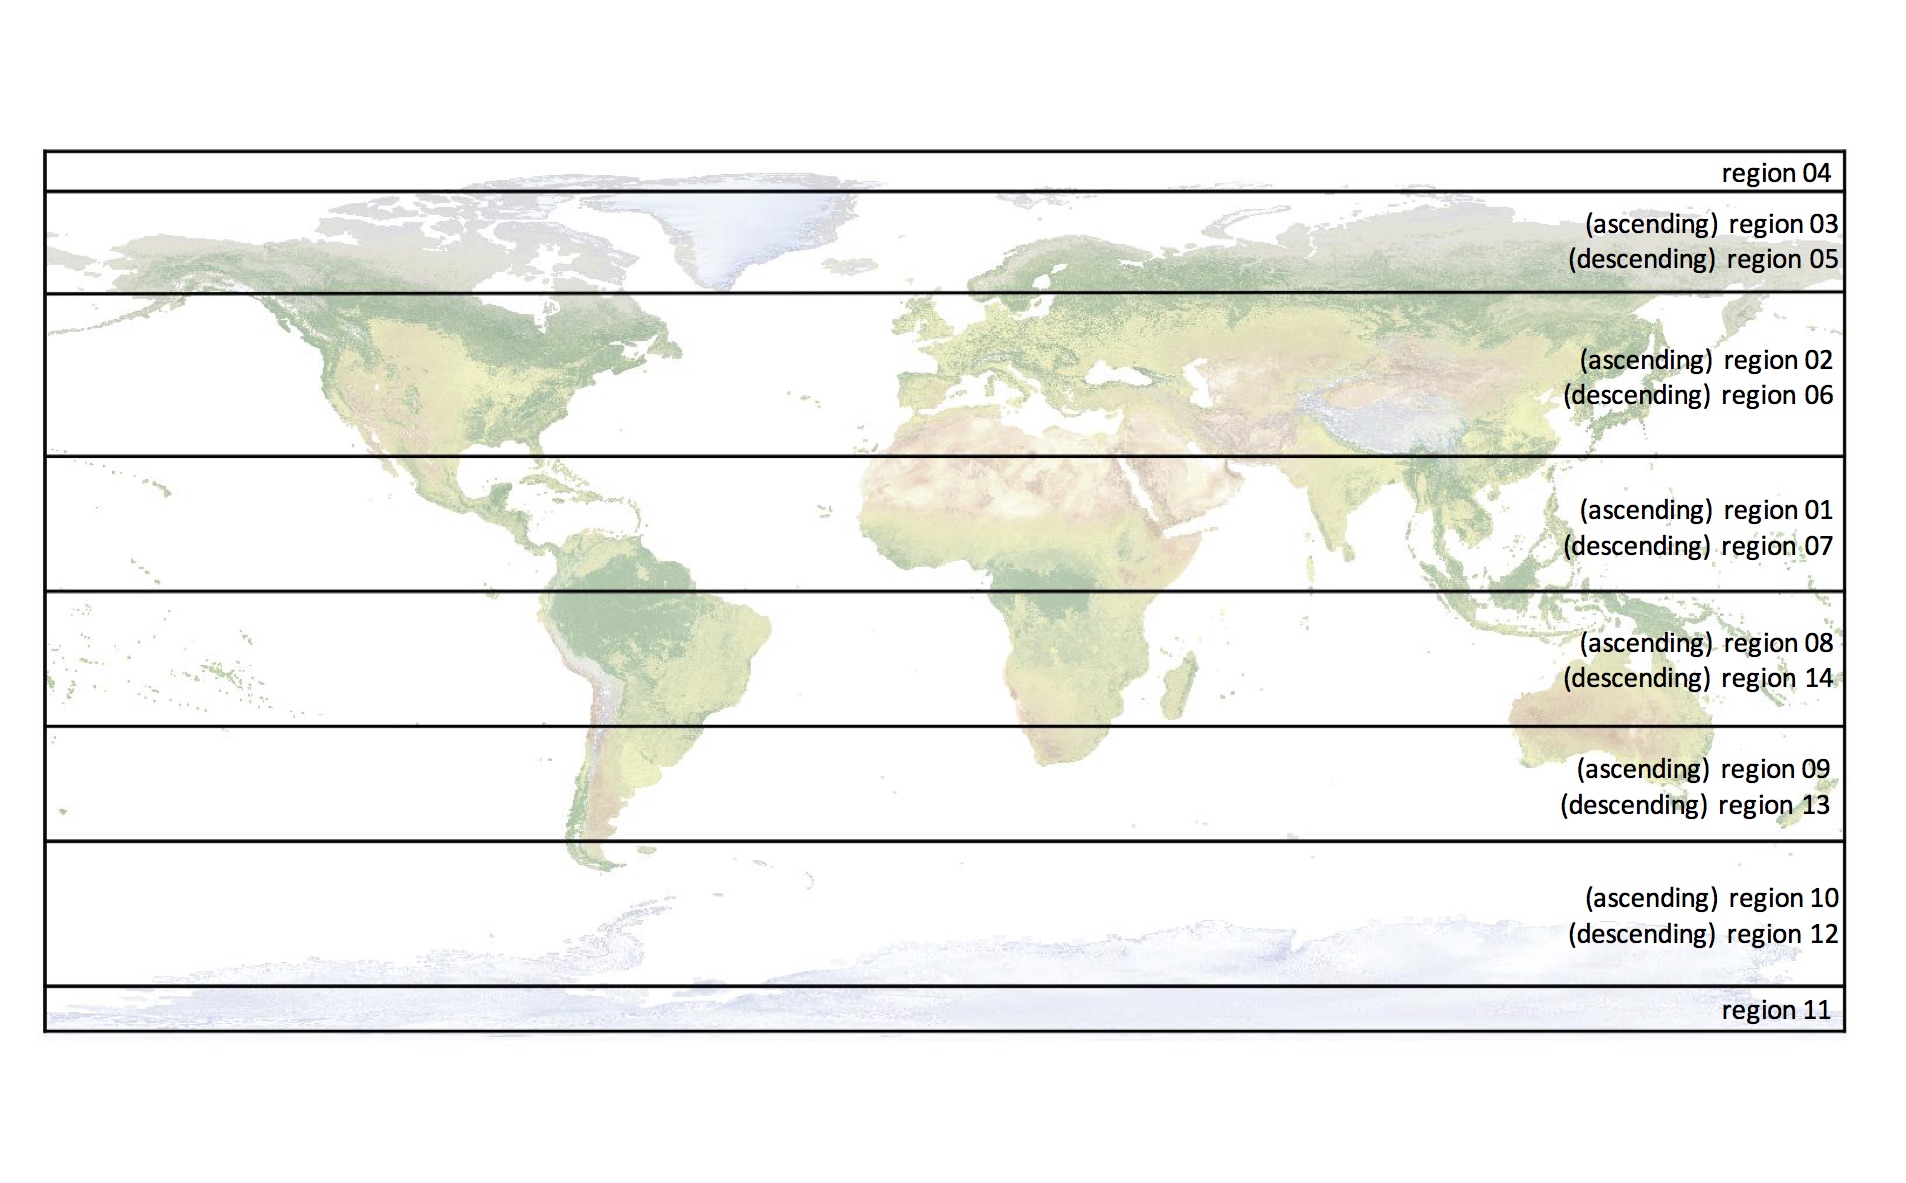 region 04
(ascending) region 03
(descending) region 05
(ascending) region 02
(descending) region 06
(ascending) region 01
(descending) region 07
(ascending) region 08
(descending) region 14
(ascending) region 09
(descending) region 13
(ascending) region 10
(descending) region 12
region 11